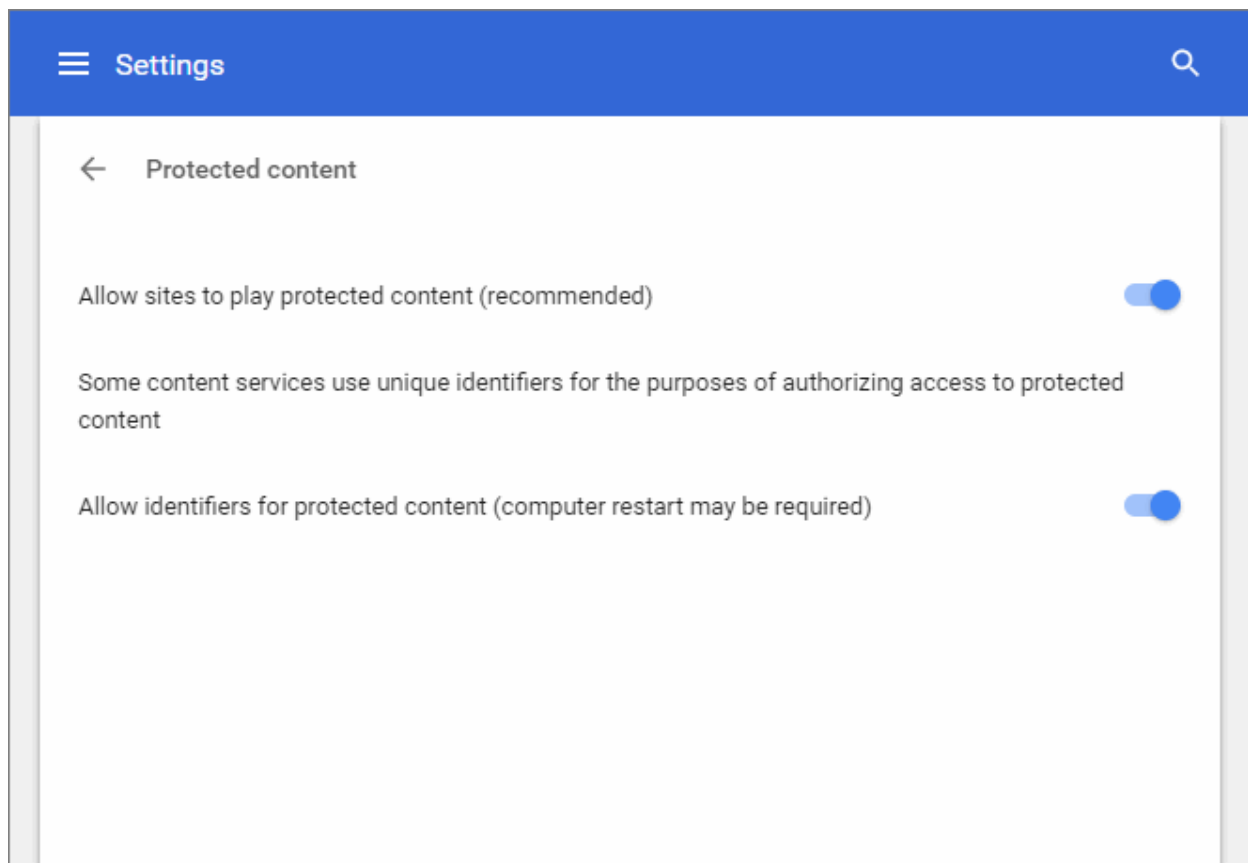 Settings
Protected content
Allow sites to play protected content (recommended)
Some content services use unique identifiers for the purposes of authorizing access to protected
content
Allow identifiers for protected content (computer restart may be required)